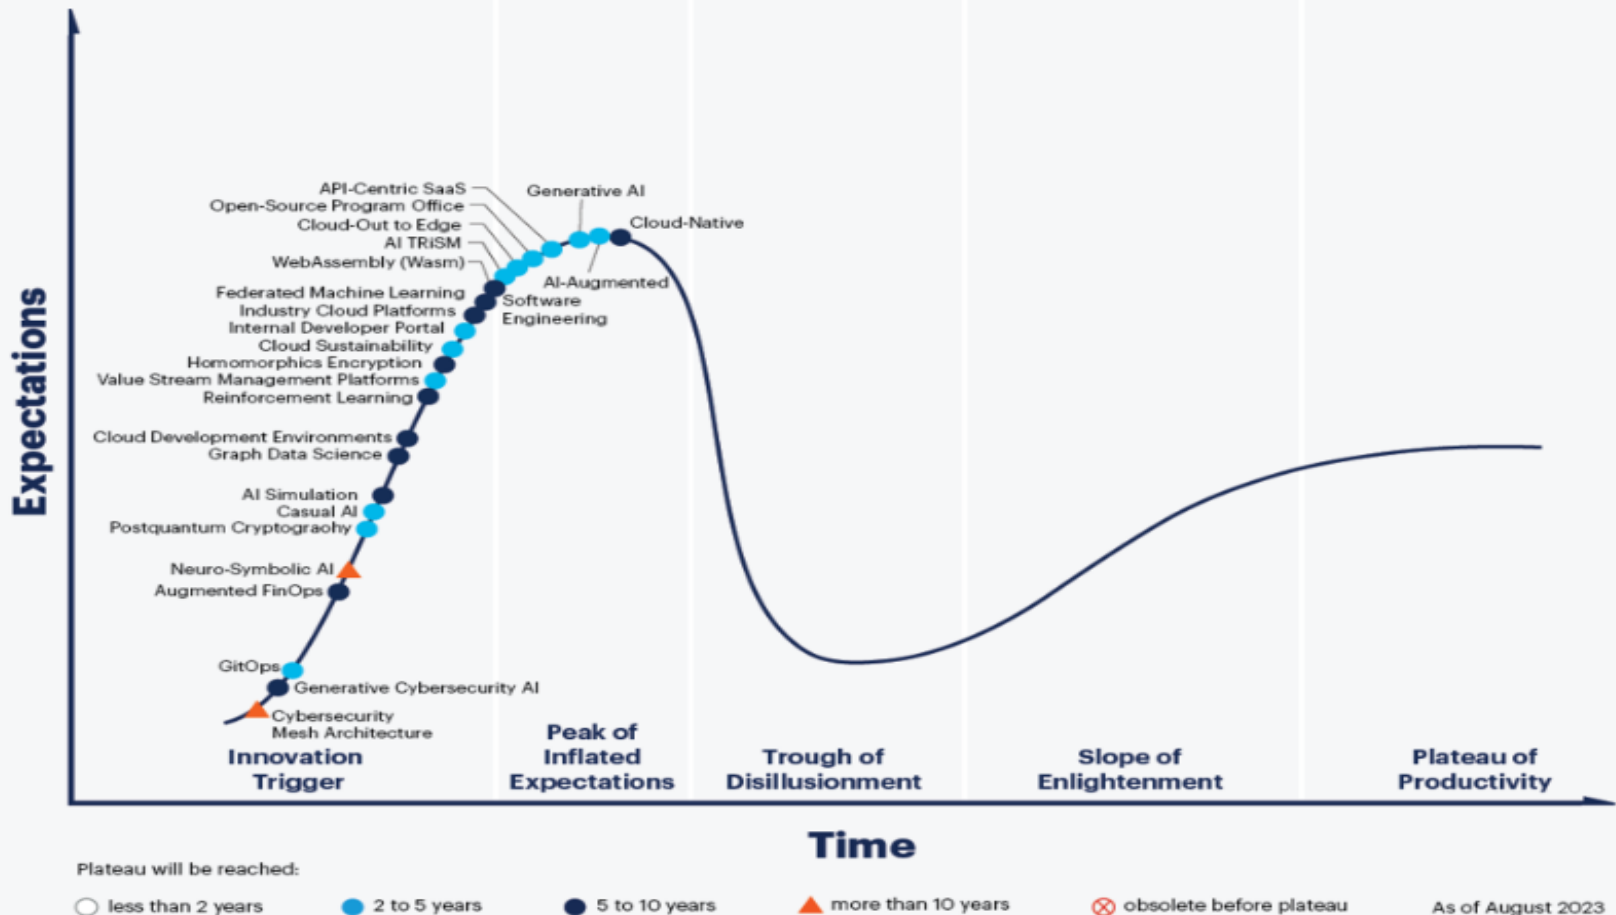 API-Centric SaaS
Open-Source Program Office
Cloud-Out to Edge
AI TRiSM
WebAssembly (Wasm)
Federated Machine Learning
Industry Cloud Platforms
Internal Developer Portal
Cloud Sustainability
Homomorphics Encryption
Value Stream Management Platforms
Reinforcement Learning
Cloud Development Environments
Graph Data Science
AI Simulation
Casual AI
Postquantum Cryptograohy
Neuro-Symbolic AI
Augmented FinOps
GitOps
Generative Cybersecurity AI
Cybersecurity
Mesh Architecture
Generative AI
Cloud-Native
AI-Augmented
Software
Engineering
Expectations
Innovation
Trigger
Peak of
Inflated
Expectations
Trough of
Disillusionment
Slope of
Enlightenment
Plateau of
Productivity
Time
Plateau will be reached:
less than 2 years
2 to 5 years
5 to 10 years
more than 10 years
obsolete before plateau
As of August 2023